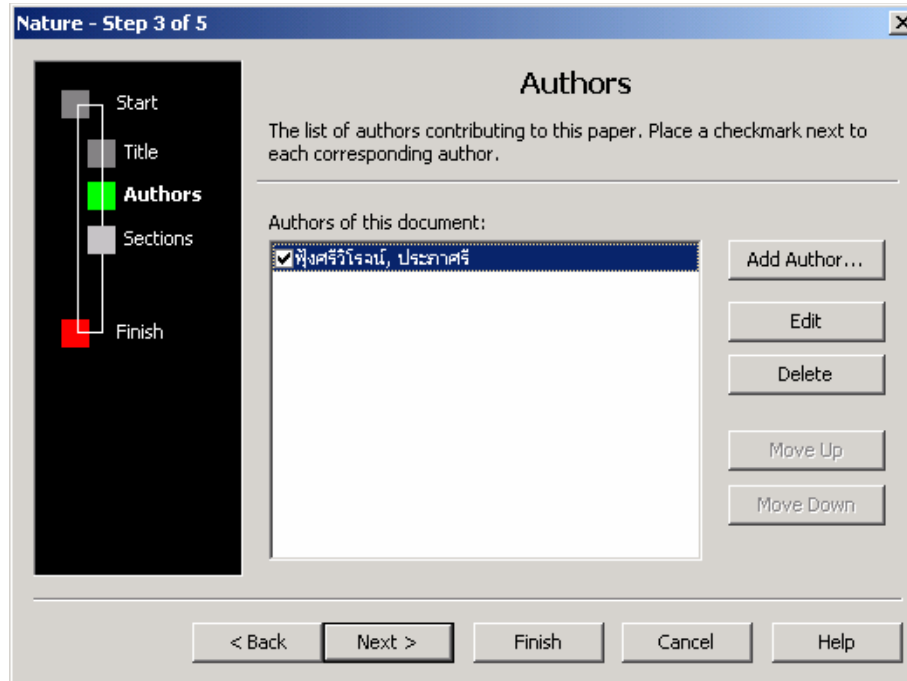 Nature - Step 3 of 5
Start
Title
Authors
Sections
Finish
Authors
The list of authors contributing to this paper. Place a checkmark next to
each corresponding author.
Authors of this document:
ฟุ้งศรีวิโรจน์, ประภาศรี
Add Author...
Edit
Delete
Move Up
Move Down
< Back
Next >
Finish
Cancel
Help